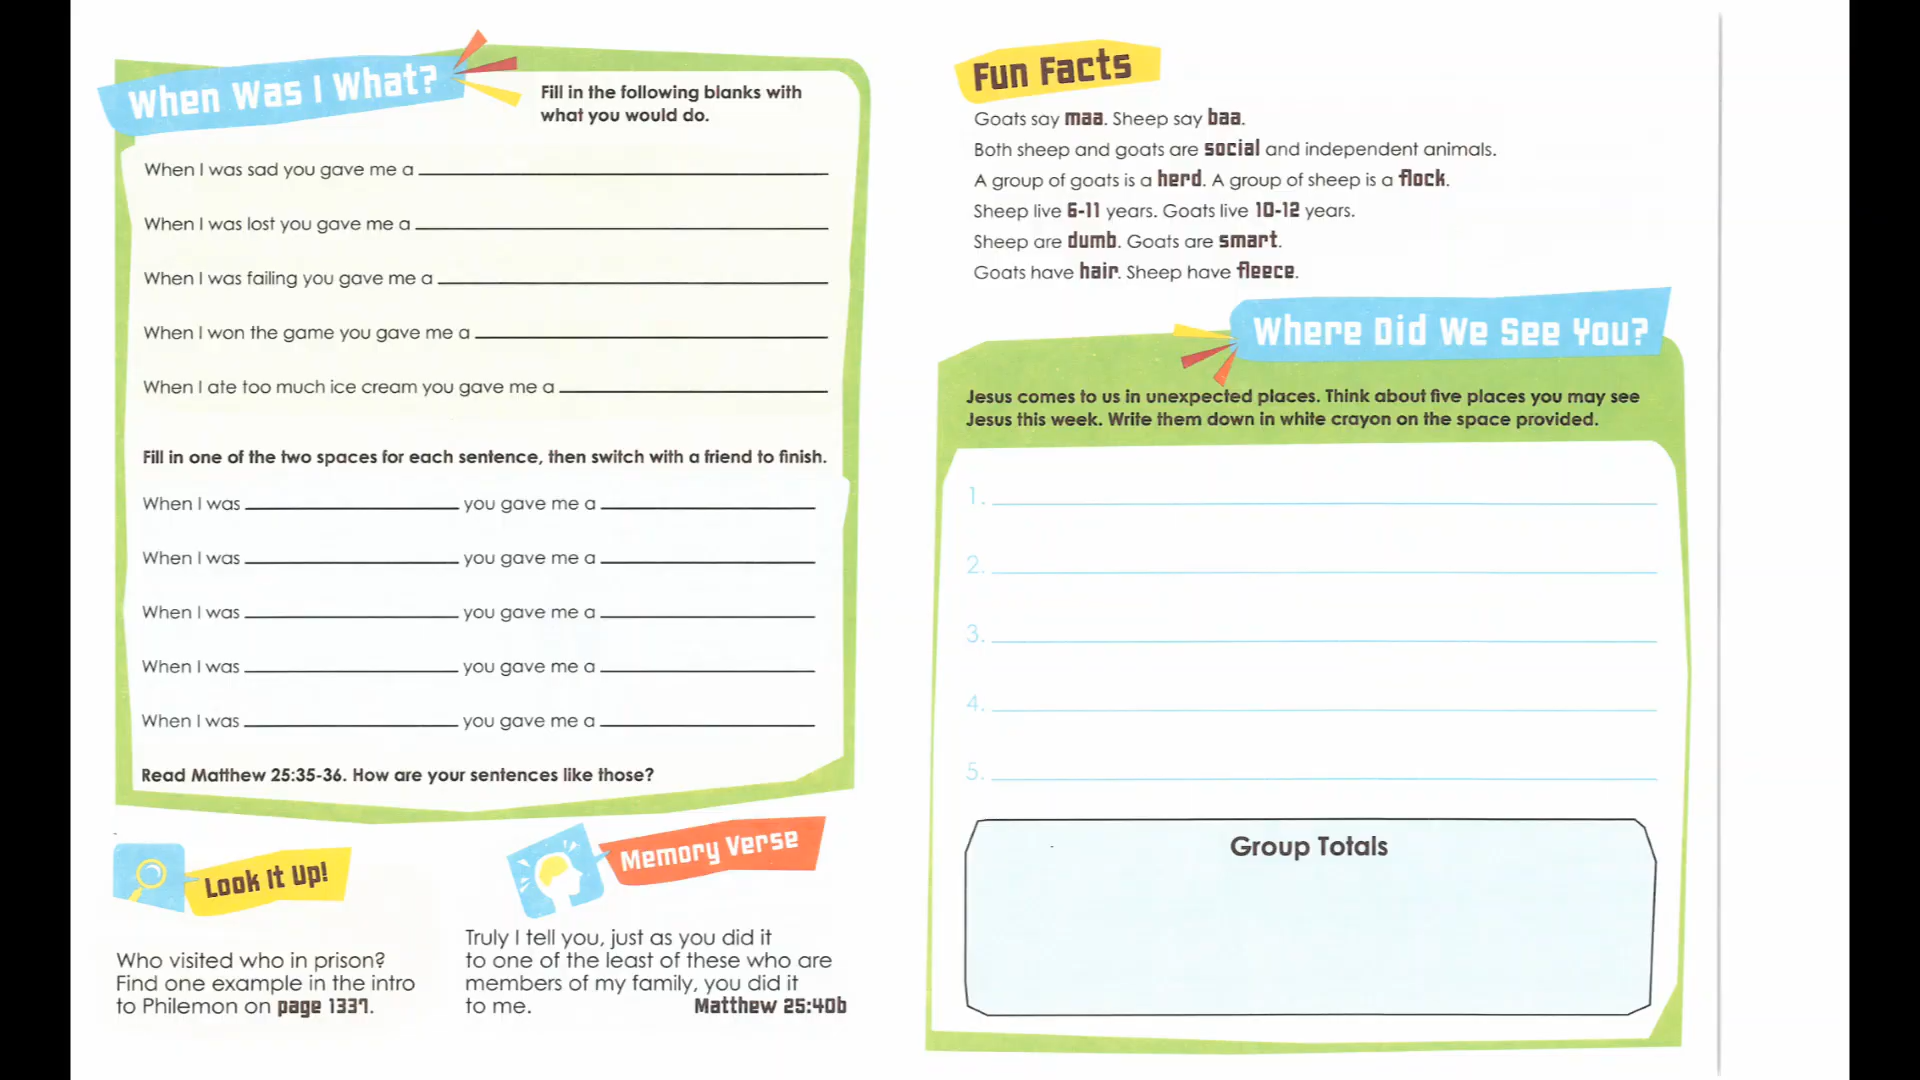 When Was I What?
Fill in the following blanks with
what you would do.
When I was sad you gave me a
When I was lost you gave me a
When I was failing you gave me a
When I won the game you gave me a
When I ate too much ice cream you gave me a
Fill in one of the two spaces for each sentence, then switch with a friend to finish.
When I was you gave me a
When I was you gave me a
When I was you gave me a
When I was you gave me a
When I was you gave me a
Read Matthew 25:35-36. How are your sentences like those?
Look It Up!
Who visited who in prison?
Find one example in the intro
to Philemon on page 1337.
Memory Verse
Truly I tell you, just as you did it
to one of the least of these who are
members of my family, you did it
to me. Matthew 25:40b
Fun Facts
Goats say maa. Sheep say baa.
Both sheep and goats are social and independent animals.
A group of goats is a herd. A group of sheep is a flock.
Sheep live 6-11 years. Goats live 10-12 years.
Sheep are dumb. Goats are smart.
Goats have hair. Sheep have fleece.
Where Did We See You?
Jesus comes to us in unexpected places. Think about five places you may see
Jesus this week. Write them down in white crayon on the space provided.
1.
2.
3.
4.
5.
Group Totals